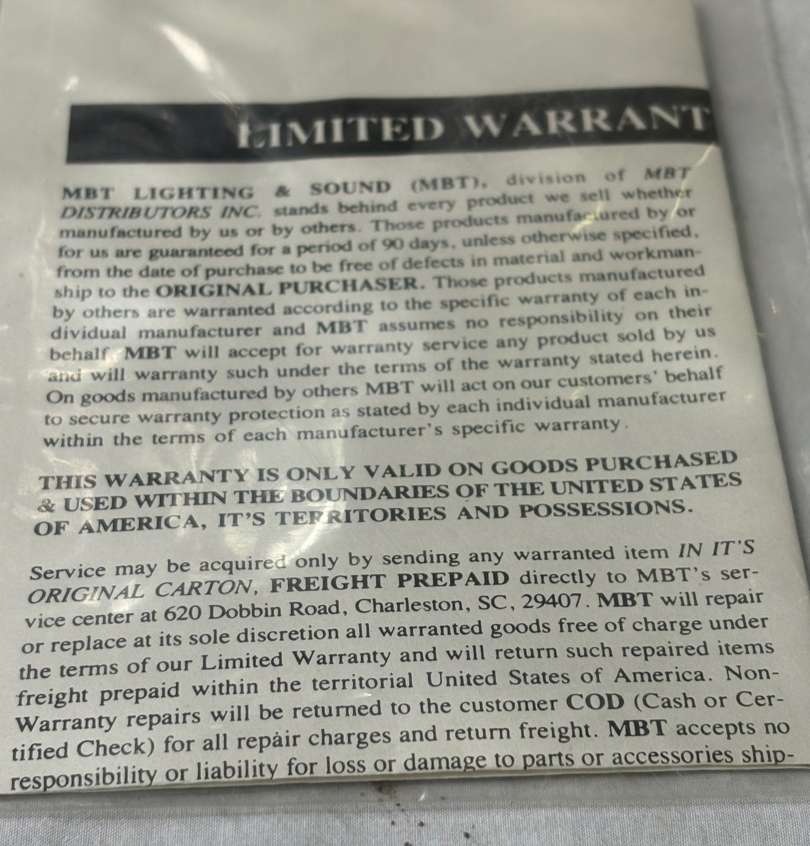 LIMITED WARRANT
MBT LIGHTING & SOUND (MBT), division of MBT
DISTRIBUTORS INC. stands behind every product we sell whether
manufactured by us or by others. Those products manufactured by or
for us are guaranteed for a period of 90 days, unless otherwise specified,
from the date of purchase to be free of defects in material and workman-
ship to the ORIGINAL PURCHASER. Those products manufactured
by others are warranted according to the specific warranty of each in-
dividual manufacturer and MBT assumes no responsibility on their
behalf. MBT will accept for warranty service any product sold by us
and will warranty such under the terms of the warranty stated herein.
On goods manufactured by others MBT will act on our customers' behalf
to secure warranty protection as stated by each individual manufacturer
within the terms of each manufacturer's specific warranty.
THIS WARRANTY IS ONLY VALID ON GOODS PURCHASED
& USED WITHIN THE BOUNDARIES OF THE UNITED STATES
OF AMERICA, IT'S TERRITORIES AND POSSESSIONS.
Service may be acquired only by sending any warranted item IN IT'S
ORIGINAL CARTON, FREIGHT PREPAID directly to MBT's ser-
vice center at 620 Dobbin Road, Charleston, SC, 29407. MBT will repair
or replace at its sole discretion all warranted goods free of charge under
the terms of our Limited Warranty and will return such repaired items
freight prepaid within the territorial United States of America. Non-
Warranty repairs will be returned to the customer COD (Cash or Cer-
tified Check) for all repair charges and return freight. MBT accepts no
responsibility or liability for loss or damage to parts or accessories ship-